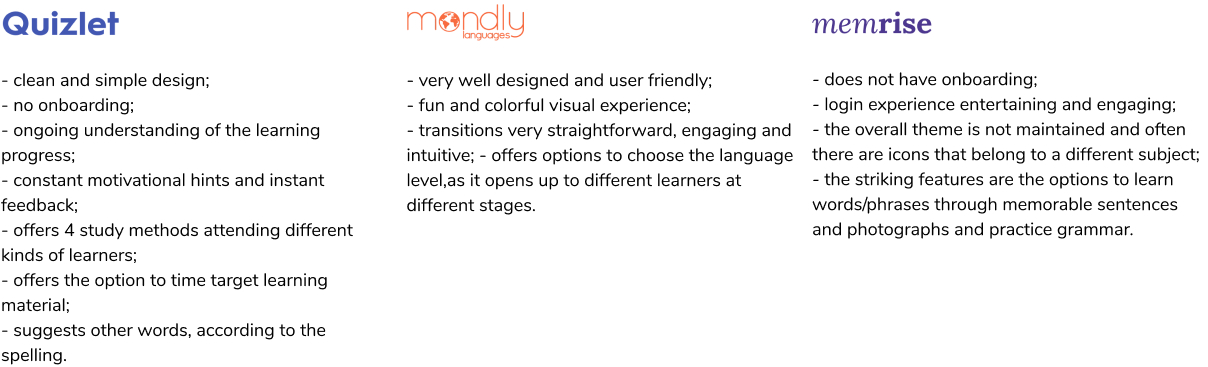 Quizlet
- clean and simple design;
- no onboarding;
- ongoing understanding of the learning
progress;
- constant motivational hints and instant
feedback;
- offers 4 study methods attending different
kinds of learners;
- offers the option to time target learning
material;
- suggests other words, according to the
spelling.
mondly
languages
- very well designed and user friendly;
- fun and colorful visual experience;
- transitions very straightforward, engaging and
intuitive; - offers options to choose the language
level,as it opens up to different learners at
different stages.
memrise
- does not have onboarding;
- login experience entertaining and engaging;
- the overall theme is not maintained and often
there are icons that belong to a different subject;
- the striking features are the options to learn
words/phrases through memorable sentences
and photographs and practice grammar.